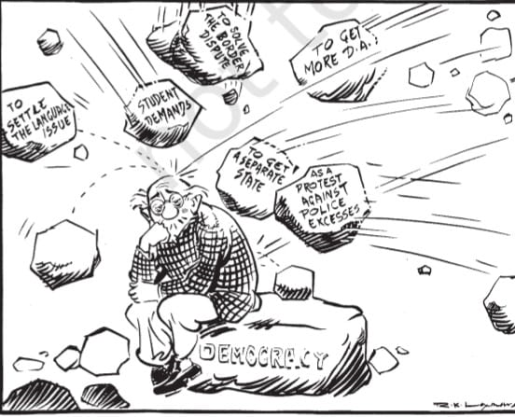 TO SOLVE
THE BORDER
DISPUTE
TO GET
MORE D.A.!
TO
SETTLE
THE LANGUAGE
ISSUE
STUDENT
DEMANDS
TO GET
A SEPARATE
STATE
AS A
PROTEST
AGAINST
POLICE
EXCESSES
DEMOCRACY